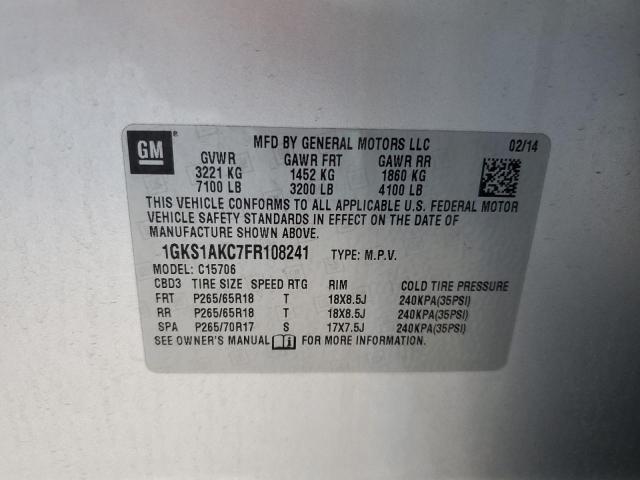 GM ® MFD BY GENERAL MOTORS LLC 02/14
GVWR GAWR FRT GAWR RR
3221 KG 1452 KG 1860 KG
7100 LB 3200 LB 4100 LB
THIS VEHICLE CONFORMS TO ALL APPLICABLE U.S. FEDERAL MOTOR
VEHICLE SAFETY STANDARDS IN EFFECT ON THE DATE OF
MANUFACTURE SHOWN ABOVE.
1GKS1AKC7FR108241 TYPE: M.P.V.
MODEL: C15706
CBD3 TIRE SIZE SPEED RTG RIM COLD TIRE PRESSURE
FRT P265/65R18 T 18X8.5J 240KPA(35PSI)
RR P265/65R18 T 18X8.5J 240KPA(35PSI)
SPA P265/70R17 S 17X7.5J 240KPA(35PSI)
SEE OWNER'S MANUAL FOR MORE INFORMATION.